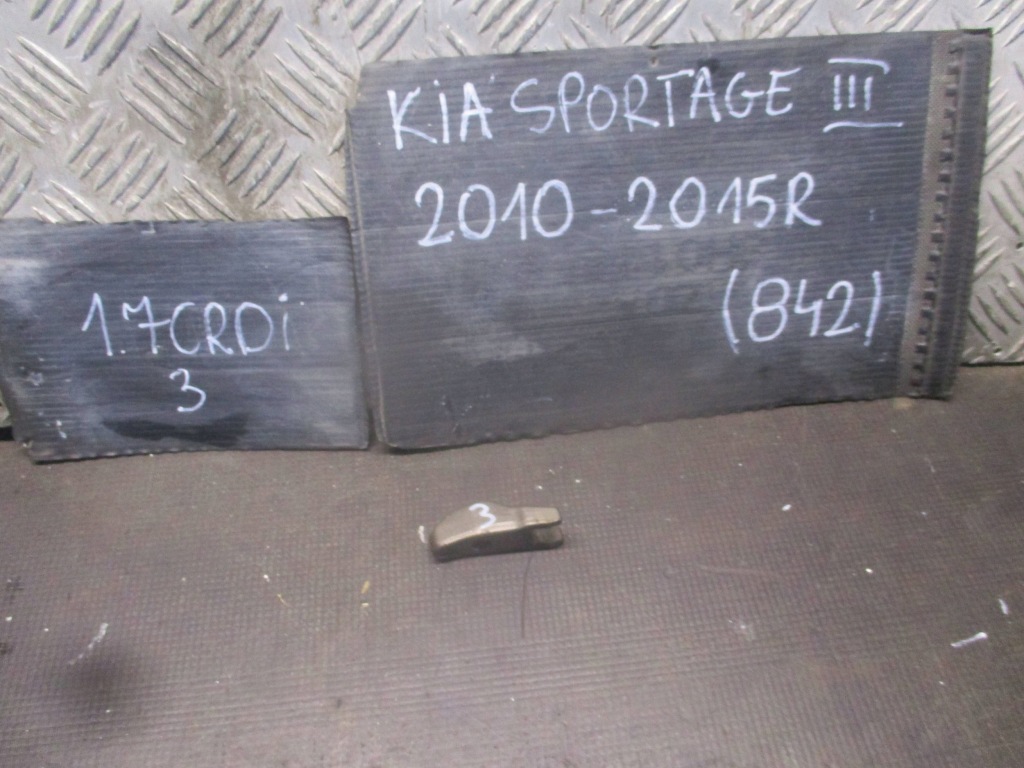 KiA SPORTAGE III
2010-2015R
(842)
1.7CRDi
3
3